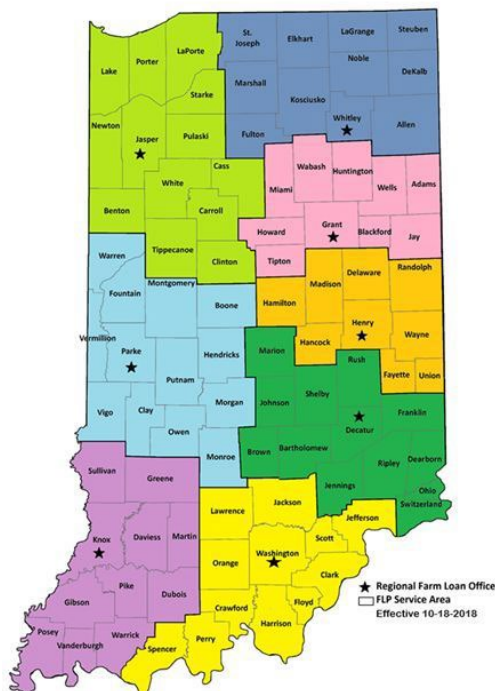 St.
Joseph
Elkhart
LaGrange
Steuben
LaPorte
Porter
Lake
Noble
DeKalb
Marshall
Starke
Kosciusko
Whitley
Newton
Pulaski
Jasper
Fulton
Allen
Cass
Wabash
Huntington
White
Miami
Wells
Adams
Benton
Carroll
Howard
Grant
Blackford
Jay
Tippecanoe
Clinton
Tipton
Warren
Randolph
Delaware
Madison
Montgomery
Fountain
Boone
Hamilton
Henry
Wayne
Vermillion
Parke
Hendricks
Marion
Hancock
Rush
Fayette
Union
Putnam
Shelby
Johnson
Vigo
Clay
Morgan
Franklin
Decatur
Owen
Monroe
Brown
Bartholomew
Ripley
Dearborn
Sullivan
Greene
Jennings
Ohio
Switzerland
Lawrence
Jackson
Jefferson
Knox
Daviess
Martin
Scott
Orange
Washington
Clark
Pike
Dubois
Gibson
Crawford
Floyd
Harrison
Posey
Vanderburgh
Warrick
Spencer
Perry
Regional Farm Loan Office
FLP Service Area
Effective 10-18-2018